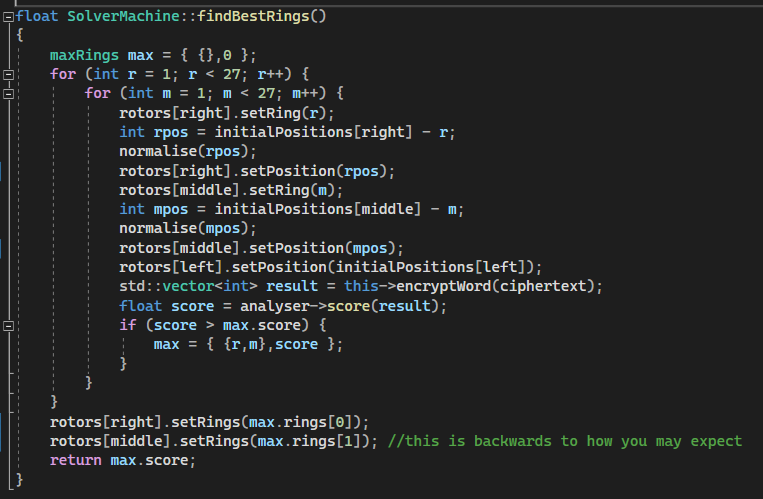 float SolverMachine::findBestRings()
{
    maxRings max = { {},0 };
    for (int r = 1; r < 27; r++) {
        for (int m = 1; m < 27; m++) {
            rotors[right].setRing(r);
            int rpos = initialPositions[right] - r;
            normalise(rpos);
            rotors[right].setPosition(rpos);
            rotors[middle].setRing(m);
            int mpos = initialPositions[middle] - m;
            normalise(mpos);
            rotors[middle].setPosition(mpos);
            rotors[left].setPosition(initialPositions[left]);
            std::vector<int> result = this->encryptWord(ciphertext);
            float score = analyser->score(result);
            if (score > max.score) {
                max = { {r,m},score };
            }
        }
    }
    rotors[right].setRings(max.rings[0]);
    rotors[middle].setRings(max.rings[1]); //this is backwards to how you may expect
    return max.score;
}